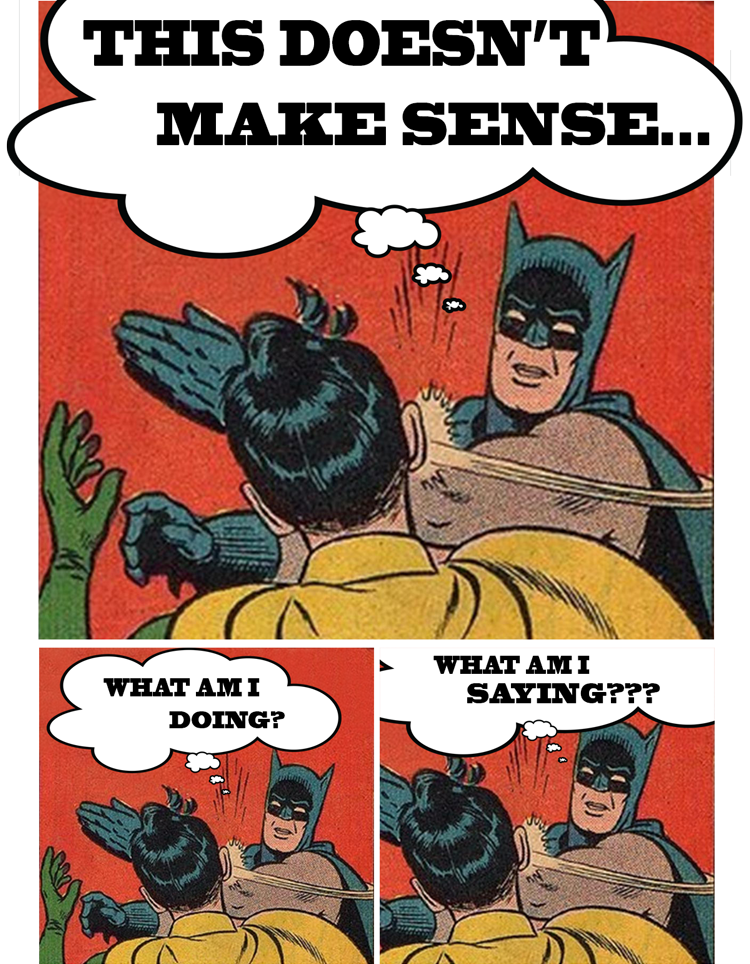 THIS DOESN'T
MAKE SENSE...
WHAT AM I
DOING?
WHAT AM I
SAYING???